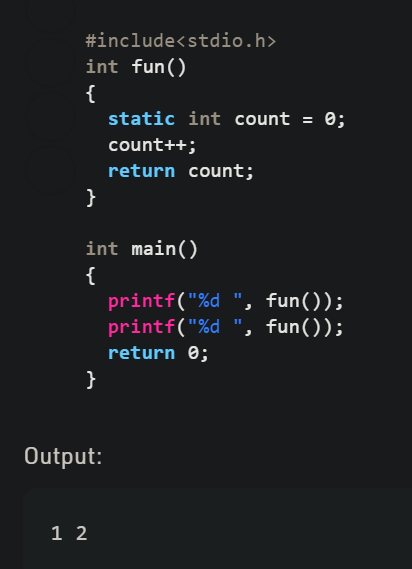 #include<stdio.h>
int fun()
{
  static int count = 0;
  count++;
  return count;
}

int main()
{
  printf("%d ", fun());
  printf("%d ", fun());
  return 0;
}

Output:

1 2